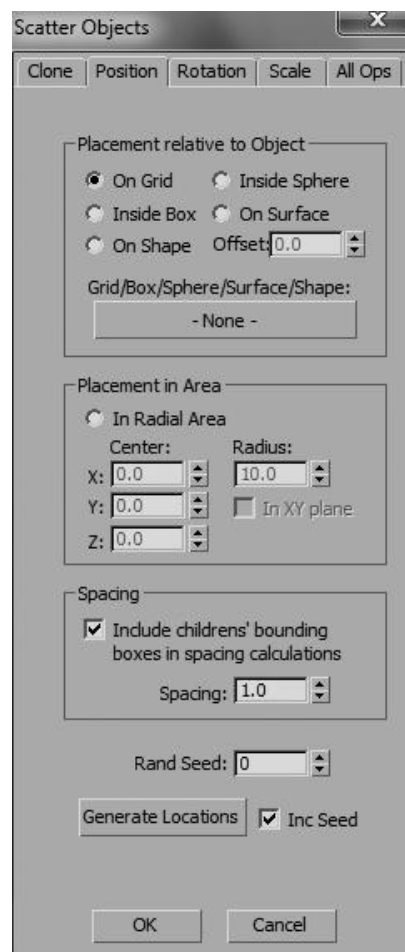 Scatter Objects
Clone Position Rotation Scale All Ops
Placement relative to Object
On Grid Inside Sphere
Inside Box On Surface
On Shape Offset: 0.0
Grid/Box/Sphere/Surface/Shape:
- None -
Placement in Area
In Radial Area
Center: Radius:
X: 0.0 10.0
Y: 0.0 In XY plane
Z: 0.0
Spacing
Include childrens' bounding
boxes in spacing calculations
Spacing: 1.0
Rand Seed: 0
Generate Locations Inc Seed
OK Cancel